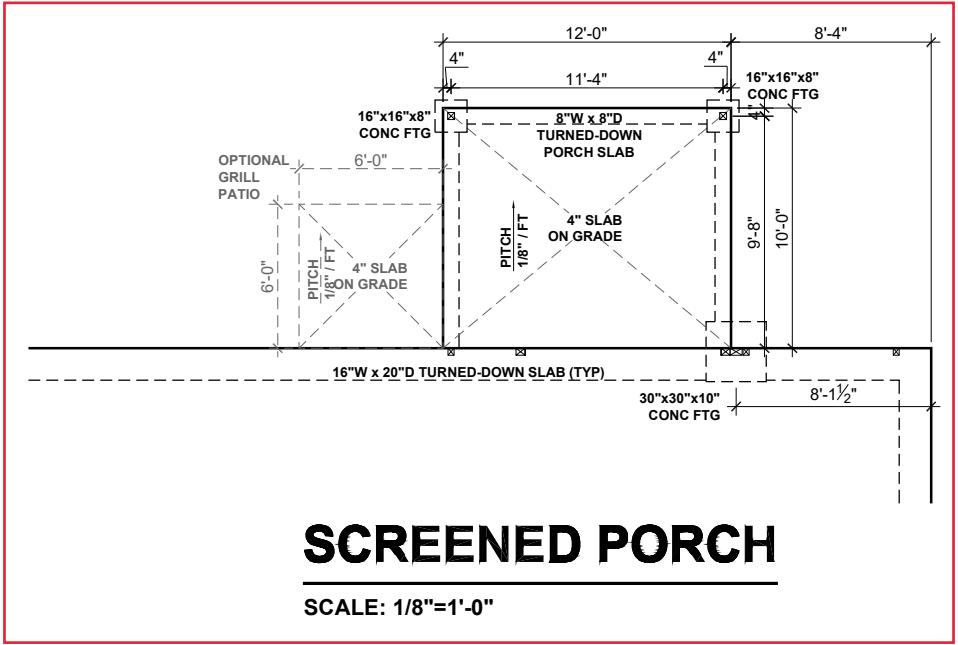 12'-0"
8'-4"
4"
4"
11'-4"
16"x16"x8"
CONC FTG
16"x16"x8"
CONC FTG
4"
8"W x 8"D
TURNED-DOWN
PORCH SLAB
OPTIONAL
GRILL
PATIO
6'-0"
6'-0"
PITCH
1/8" / FT
4" SLAB
ON GRADE
PITCH
1/8" / FT
4" SLAB
ON GRADE
9'-8"
10'-0"
16"W x 20"D TURNED-DOWN SLAB (TYP)
30"x30"x10"
CONC FTG
8'-1½"
SCREENED PORCH
SCALE: 1/8"=1'-0"